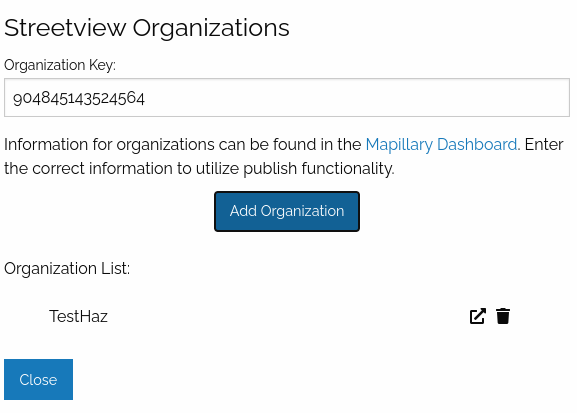 Streetview Organizations
Organization Key:
904845143524564
Information for organizations can be found in the Mapillary Dashboard. Enter
the correct information to utilize publish functionality.
Add Organization
Organization List:
TestHaz
Close